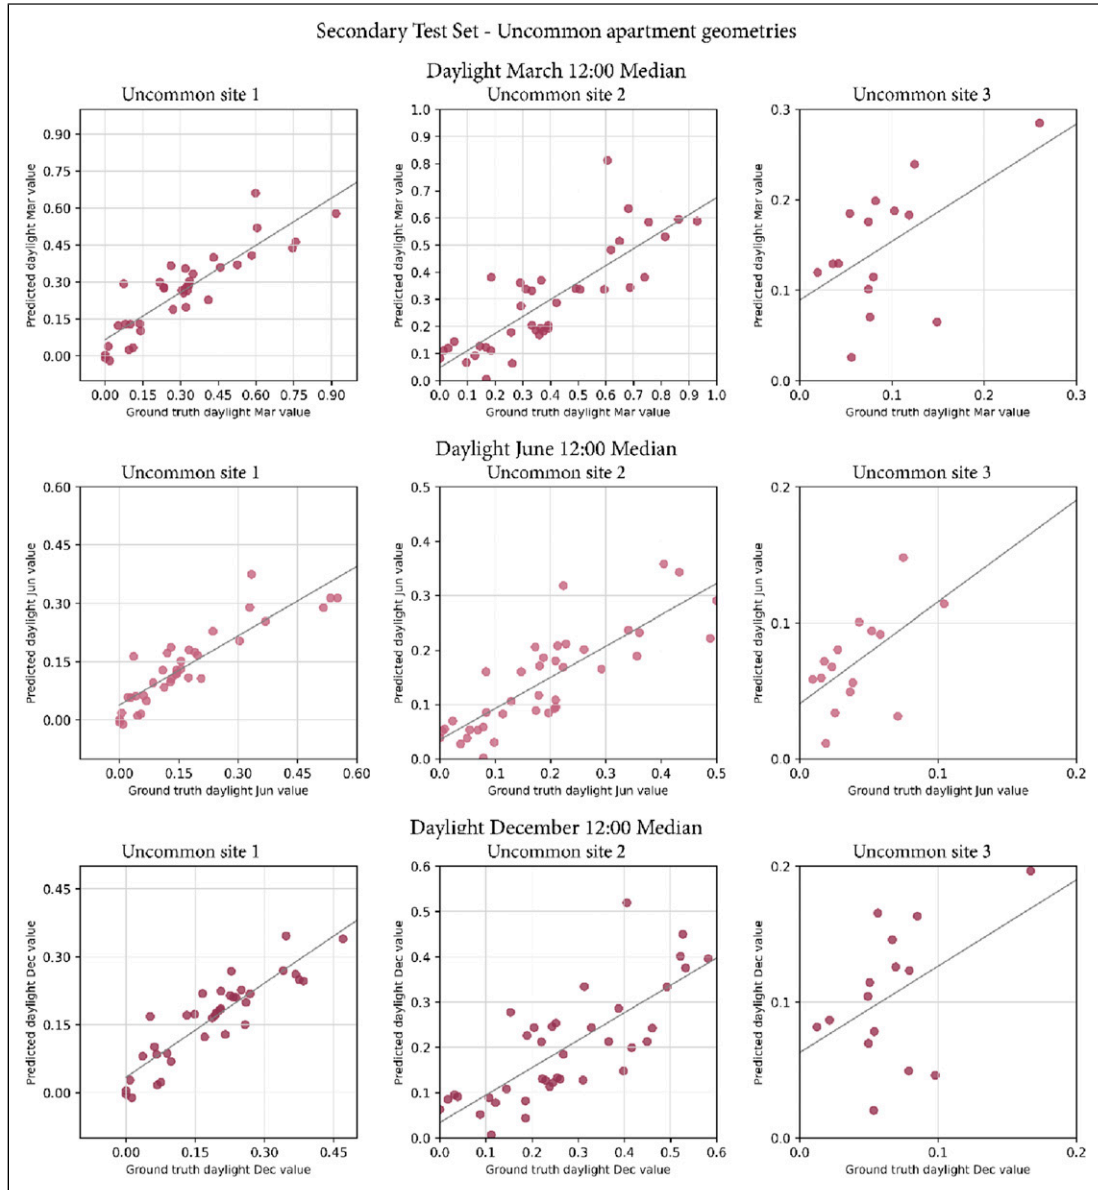 Secondary Test Set - Uncommon apartment geometries
Daylight March 12:00 Median
Uncommon site 1 Uncommon site 2 Uncommon site 3
Predicted daylight Mar value
0.90
0.75
0.60
0.45
0.30
0.15
0.00
0.00 0.15 0.30 0.45 0.60 0.75 0.90
Ground truth daylight Mar value
Predicted daylight Mar value
1.0
0.9
0.8
0.7
0.6
0.5
0.4
0.3
0.2
0.1
0.0
0.0 0.1 0.2 0.3 0.4 0.5 0.6 0.7 0.8 0.9 1.0
Ground truth daylight Mar value
Predicted daylight Mar value
0.3
0.2
0.1
0.0
0.0 0.1 0.2 0.3
Ground truth daylight Mar value
Daylight June 12:00 Median
Uncommon site 1 Uncommon site 2 Uncommon site 3
Predicted daylight Jun value
0.60
0.45
0.30
0.15
0.00
0.00 0.15 0.30 0.45 0.60
Ground truth daylight Jun value
Predicted daylight Jun value
0.5
0.4
0.3
0.2
0.1
0.0
0.0 0.1 0.2 0.3 0.4 0.5
Ground truth daylight Jun value
Predicted daylight Jun value
0.2
0.1
0.0
0.0 0.1 0.2
Ground truth daylight Jun value
Daylight December 12:00 Median
Uncommon site 1 Uncommon site 2 Uncommon site 3
Predicted daylight Dec value
0.45
0.30
0.15
0.00
0.00 0.15 0.30 0.45
Ground truth daylight Dec value
Predicted daylight Dec value
0.6
0.5
0.4
0.3
0.2
0.1
0.0
0.0 0.1 0.2 0.3 0.4 0.5 0.6
Ground truth daylight Dec value
Predicted daylight Dec value
0.2
0.1
0.0
0.0 0.1 0.2
Ground truth daylight Dec value